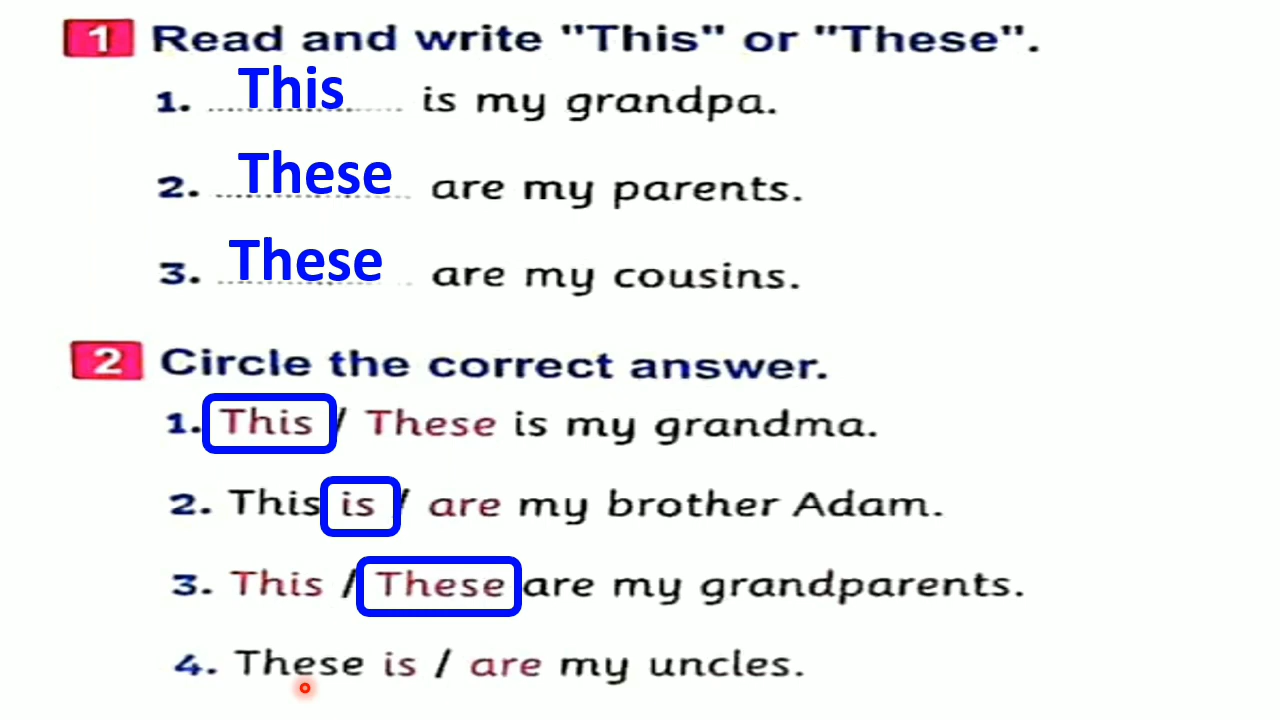 1 Read and write "This" or "These".
1. This is my grandpa.
2. These are my parents.
3. These are my cousins.
2 Circle the correct answer.
1. This / These is my grandma.
2. This is / are my brother Adam.
3. This / These are my grandparents.
4. These is / are my uncles.